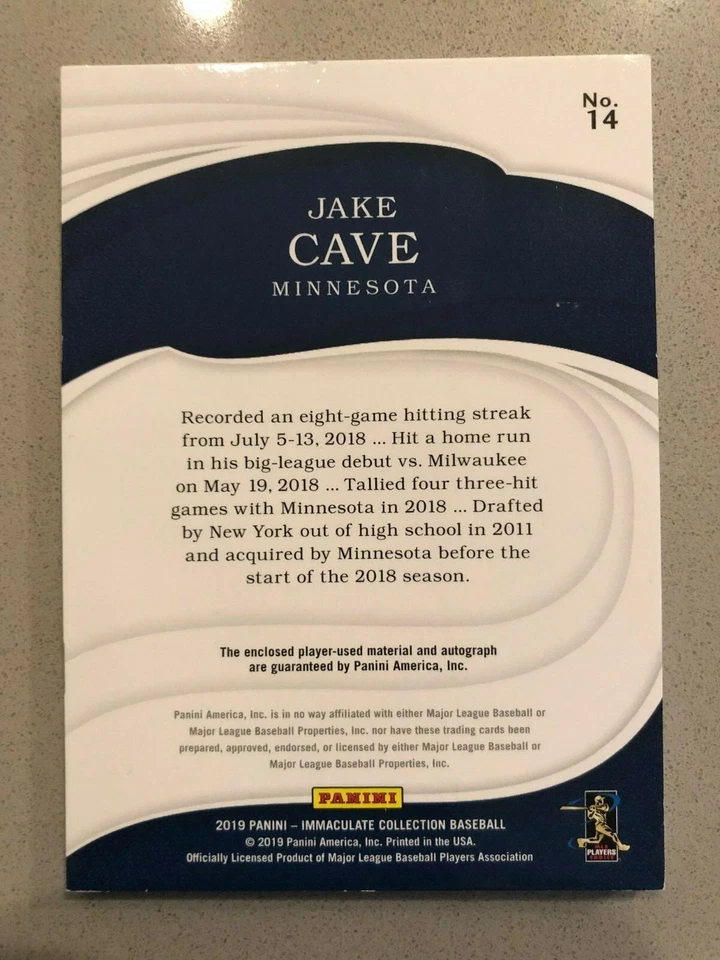 No.
14
JAKE
CAVE
MINNESOTA
Recorded an eight-game hitting streak
from July 5-13, 2018 ... Hit a home run
in his big-league debut vs. Milwaukee
on May 19, 2018 ... Tallied four three-hit
games with Minnesota in 2018 ... Drafted
by New York out of high school in 2011
and acquired by Minnesota before the
start of the 2018 season.
The enclosed player-used material and autograph
are guaranteed by Panini America, Inc.
Panini America, Inc. is in no way affiliated with either Major League Baseball or
Major League Baseball Properties, Inc. nor have these trading cards been
prepared, approved, endorsed, or licensed by either Major League Baseball or
Major League Baseball Properties, Inc.
PANINI
2019 PANINI – IMMACULATE COLLECTION BASEBALL
© 2019 Panini America, Inc. Printed in the USA.
Officially Licensed Product of Major League Baseball Players Association
MLB
PLAYERS
CHOICE